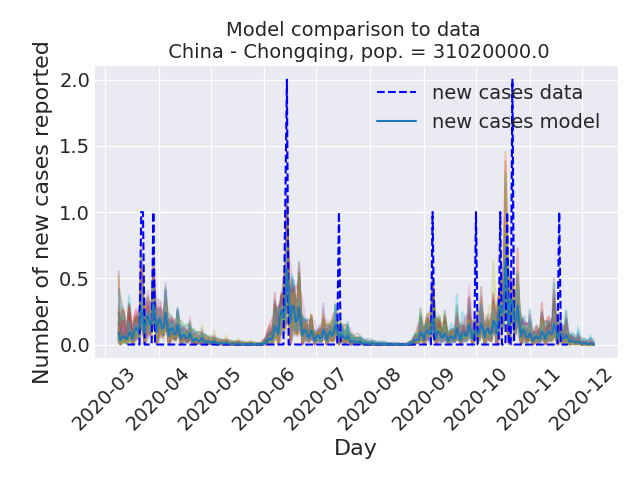 Model comparison to data
China - Chongqing, pop. = 31020000.0
Number of new cases reported
2.0
1.5
1.0
0.5
0.0
new cases data
new cases model
2020-03
2020-04
2020-05
2020-06
2020-07
2020-08
2020-09
2020-10
2020-11
2020-12
Day